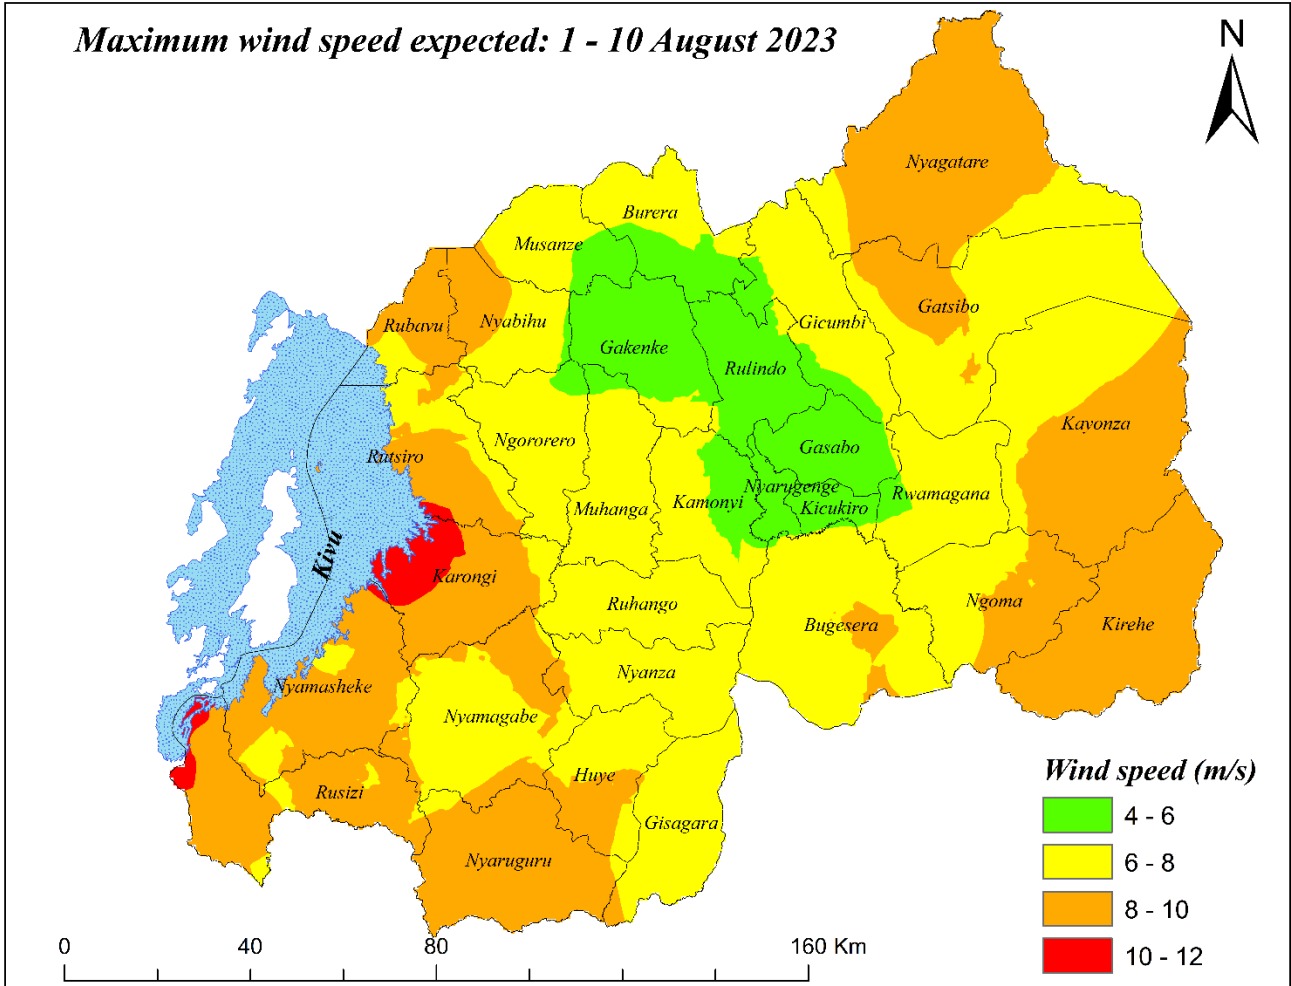 Maximum wind speed expected: 1 - 10 August 2023
N
Nyagatare
Burera
Musanze
Gatsibo
Rubavu
Nyabihu
Gicumbi
Gakenke
Rulindo
Kayonza
Ngororero
Gasabo
Rutsiro
Nyarugenge
Rwamagana
Muhanga
Kamonyi
Kicukiro
Kivu
Karongi
Ruhango
Ngoma
Bugesera
Kirehe
Nyanza
Nyamasheke
Nyamagabe
Huye
Rusizi
Gisagara
Nyaruguru
Wind speed (m/s)
4 - 6
6 - 8
8 - 10
10 - 12
0 40 80 160 Km